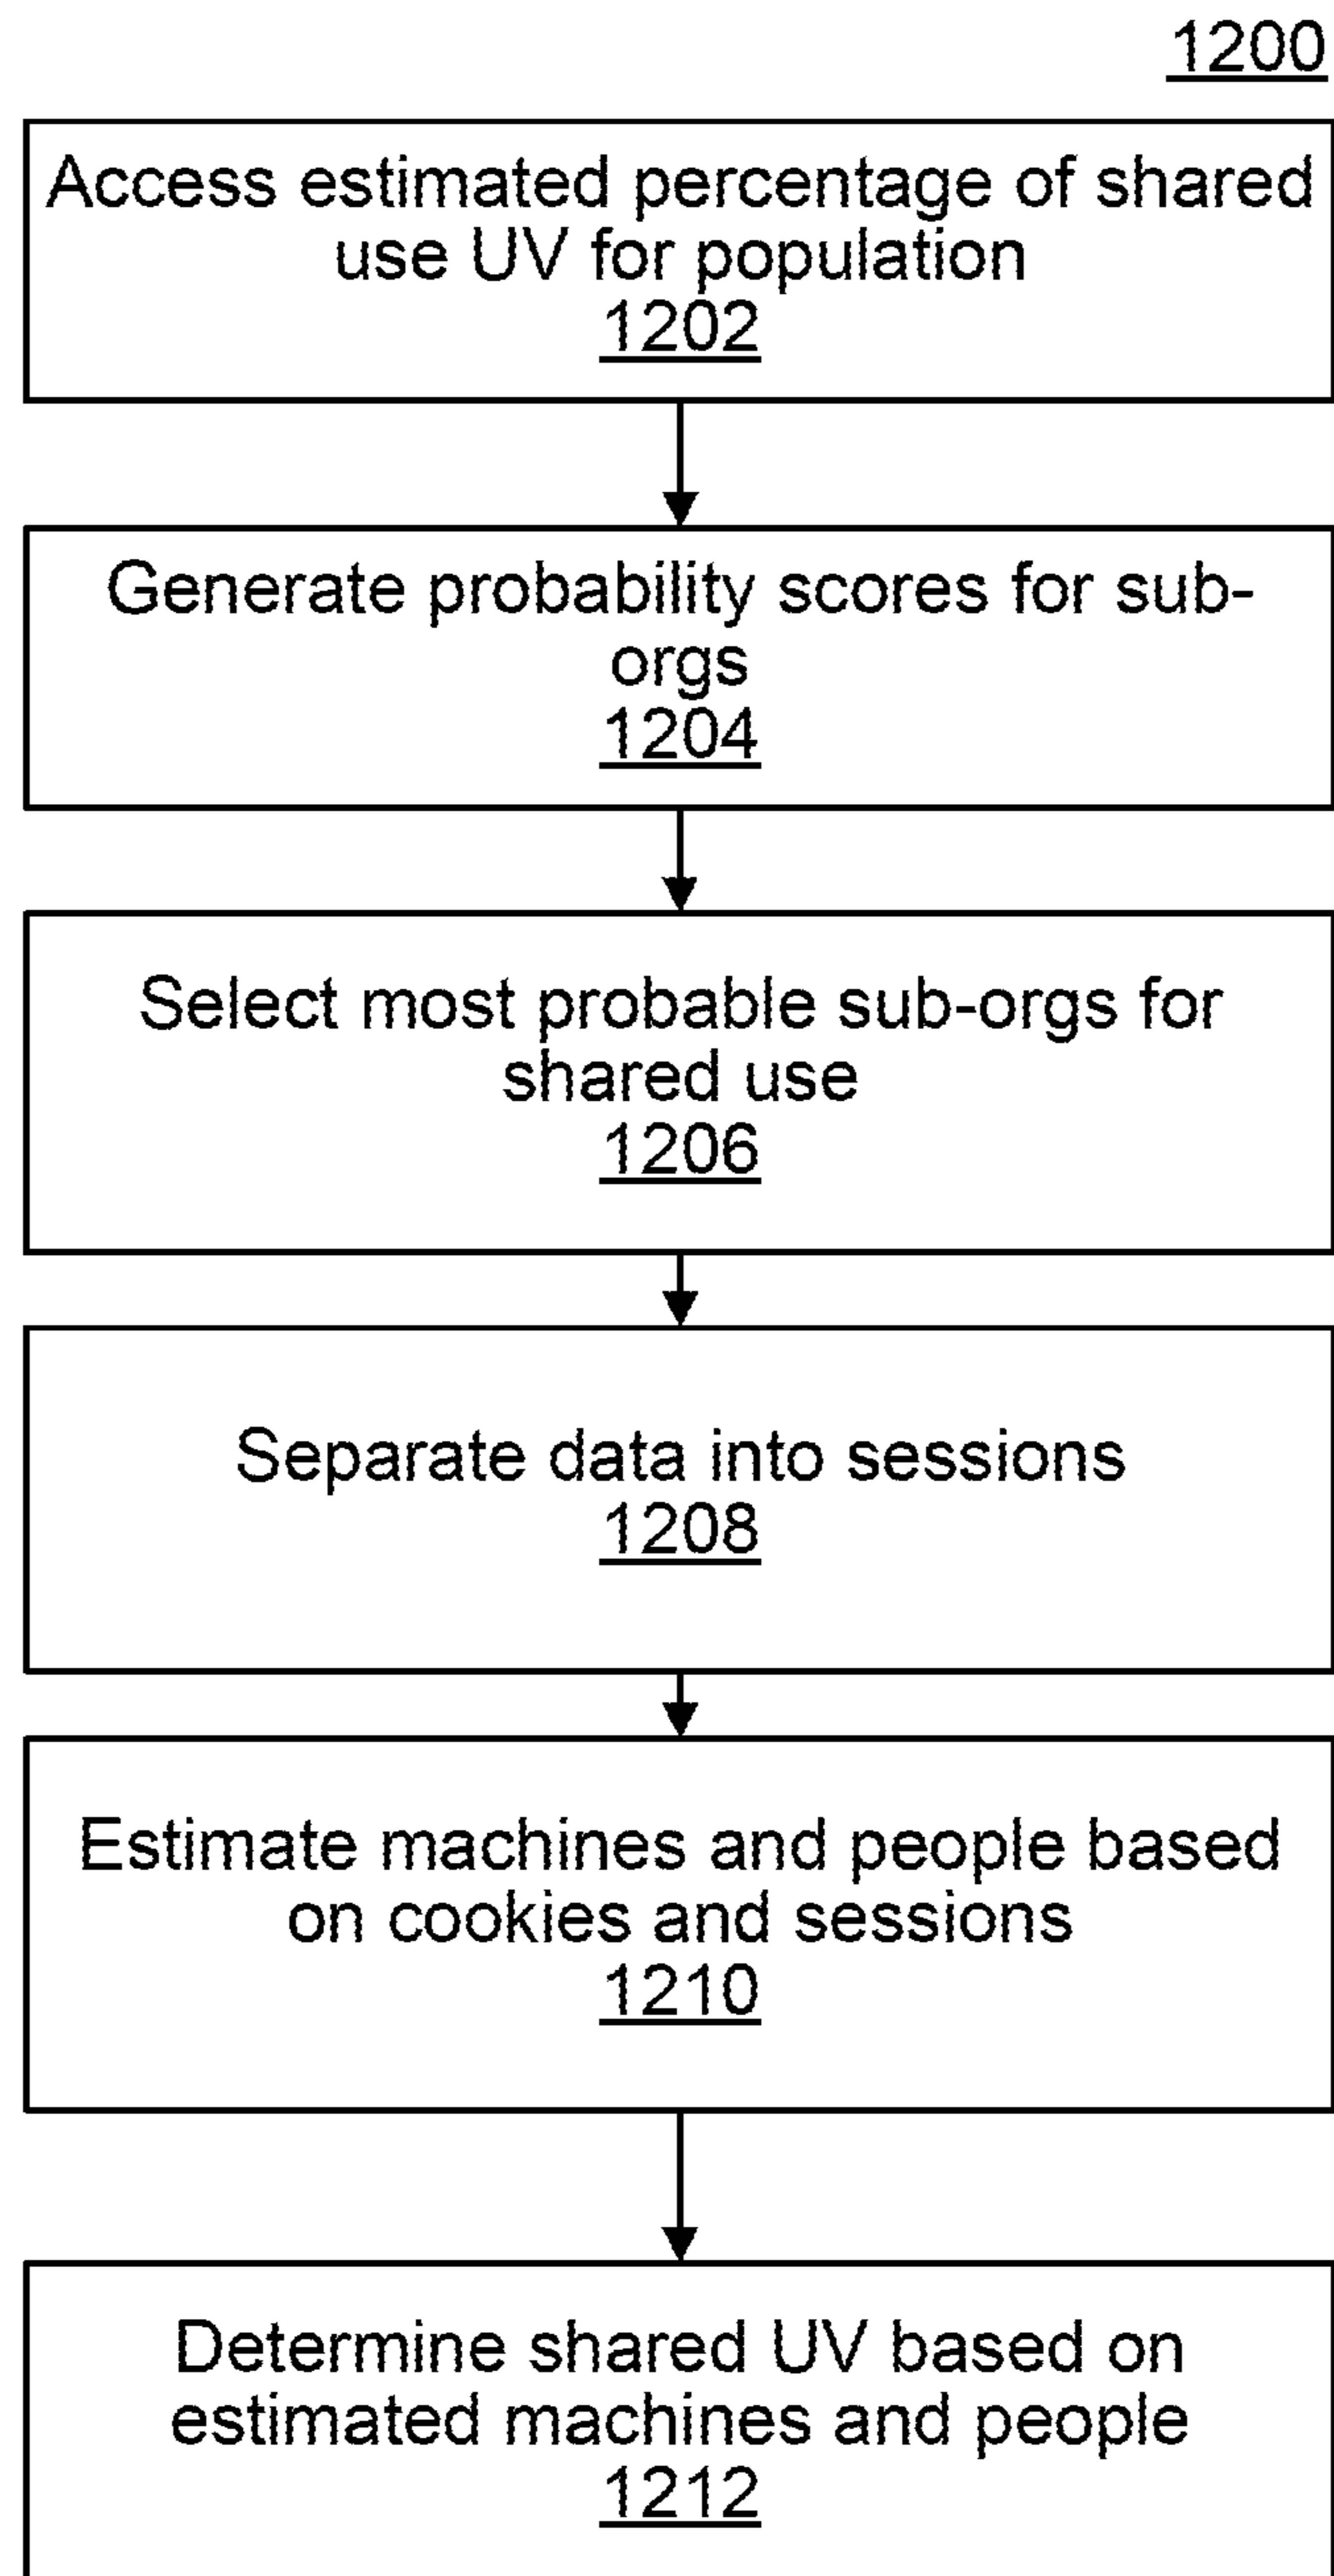 1200
Access estimated percentage of shared
use UV for population
1202
Generate probability scores for sub-
orgs
1204
Select most probable sub-orgs for
shared use
1206
Separate data into sessions
1208
Estimate machines and people based
on cookies and sessions
1210
Determine shared UV based on
estimated machines and people
1212